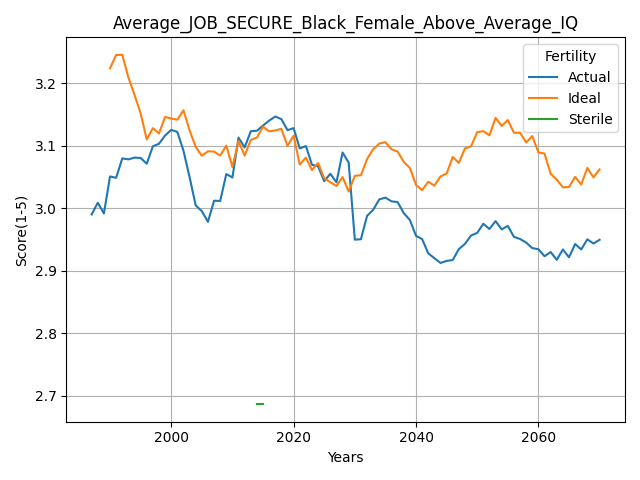 Average_JOB_SECURE_Black_Female_Above_Average_IQ
Fertility
Actual
Ideal
Sterile
Score(1-5)
3.2
3.1
3.0
2.9
2.8
2.7
2000
2020
2040
2060
Years